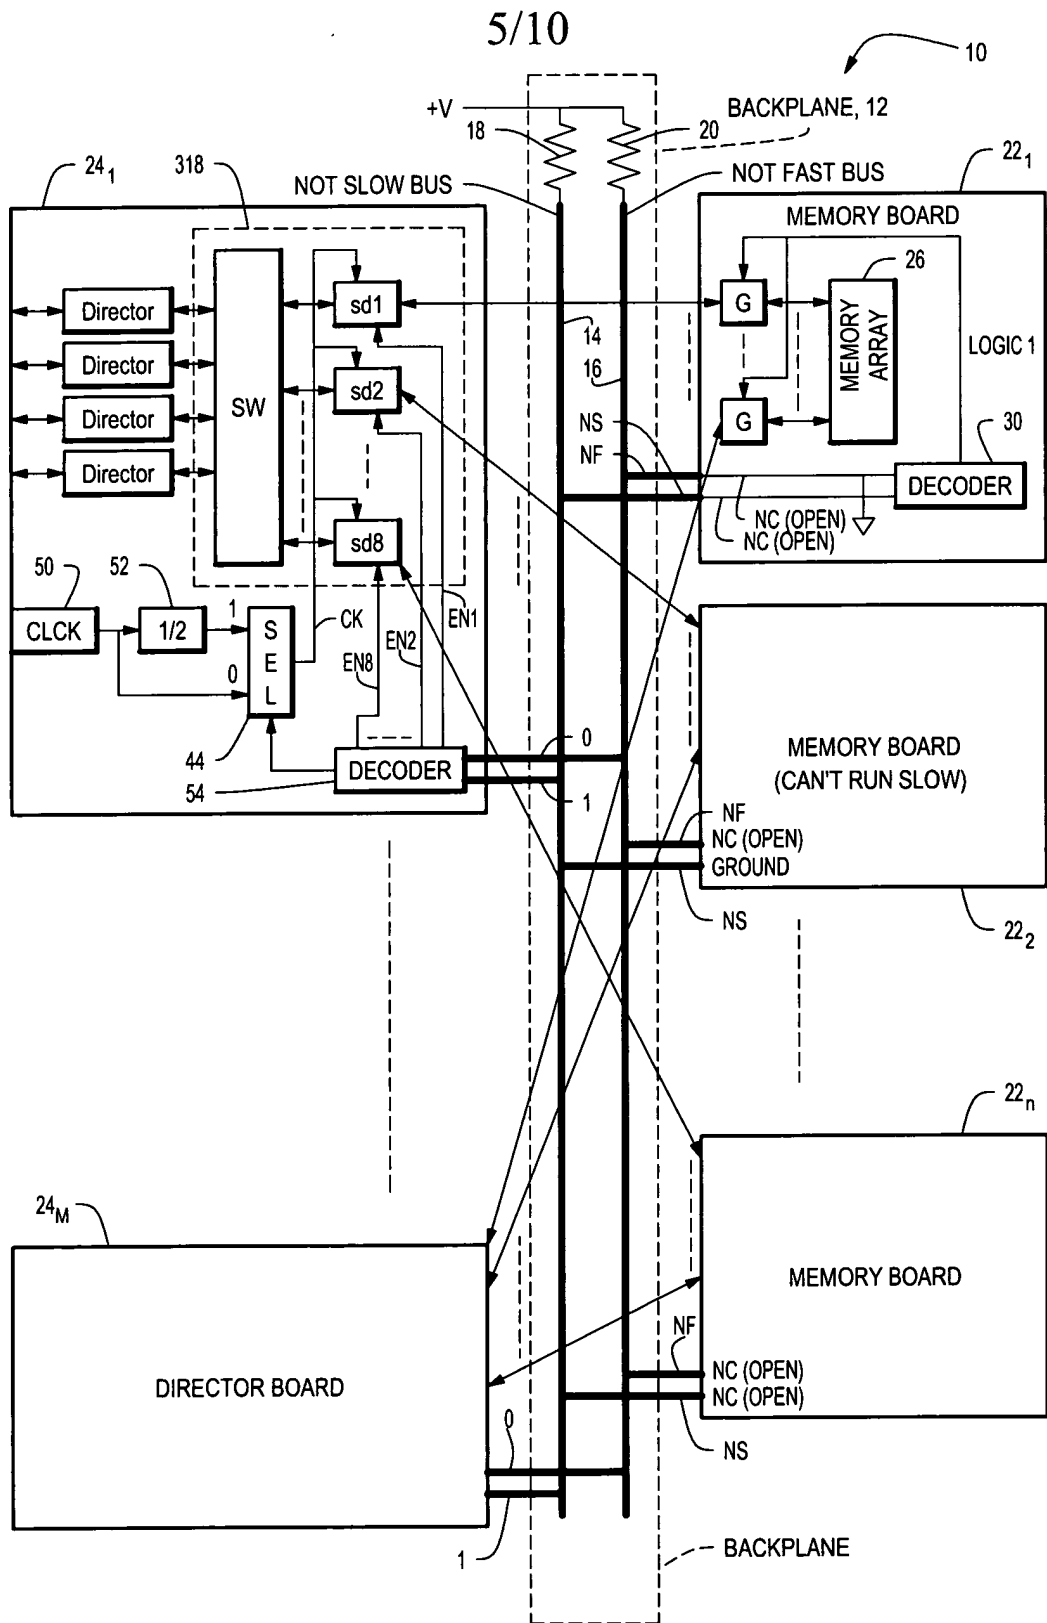 5/10
10
+V
BACKPLANE, 12
18
20
24₁
318
22₁
NOT SLOW BUS
NOT FAST BUS
MEMORY BOARD
26
sd1
G
Director
14
MEMORY ARRAY
LOGIC 1
Director
16
SW
sd2
Director
NS
G
30
NF
Director
DECODER
NC (OPEN)
NC (OPEN)
sd8
50
52
EN1
1
CK
CLCK
1/2
SEL
EN2
EN8
0
0
44
DECODER
54
1
MEMORY BOARD
(CAN'T RUN SLOW)
NF
NC (OPEN)
GROUND
NS
22₂
22ₙ
24M
MEMORY BOARD
DIRECTOR BOARD
NF
NC (OPEN)
NC (OPEN)
0
NS
1
BACKPLANE